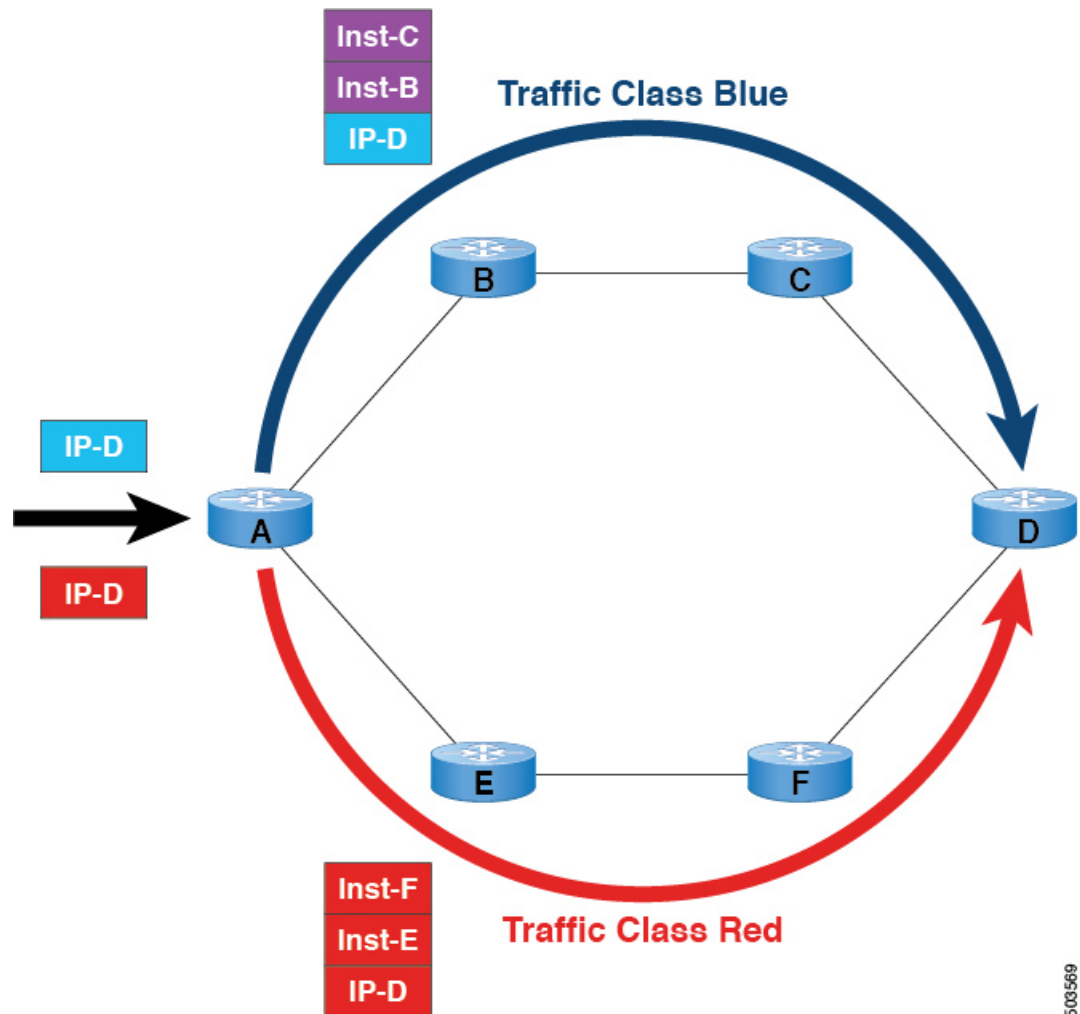 Inst-C
Inst-B
IP-D
Traffic Class Blue
B
C
IP-D
A
D
IP-D
E
F
Inst-F
Inst-E
IP-D
Traffic Class Red
503569